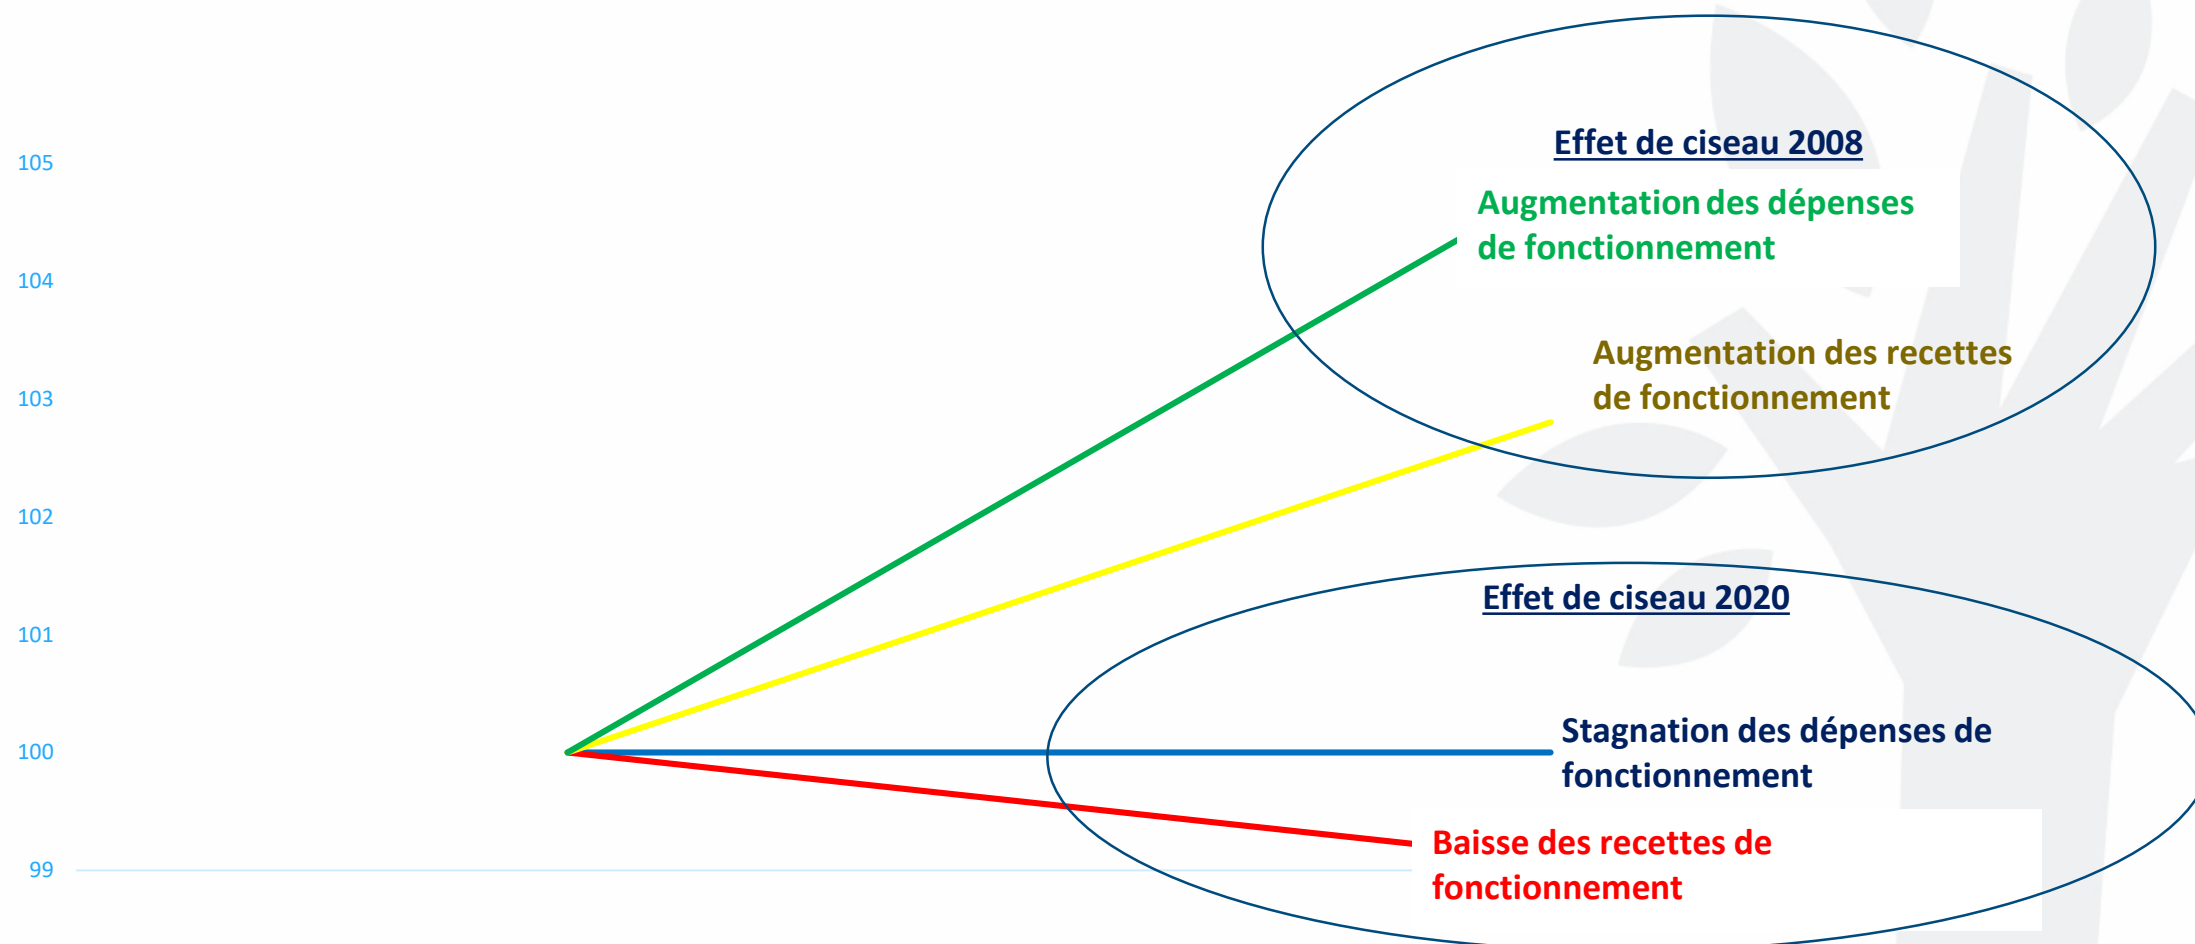 Effet de ciseau 2008
105
Augmentation des dépenses
de fonctionnement
104
Augmentation des recettes
de fonctionnement
103
102
Effet de ciseau 2020
101
Stagnation des dépenses de
fonctionnement
100
Baisse des recettes de
fonctionnement
99